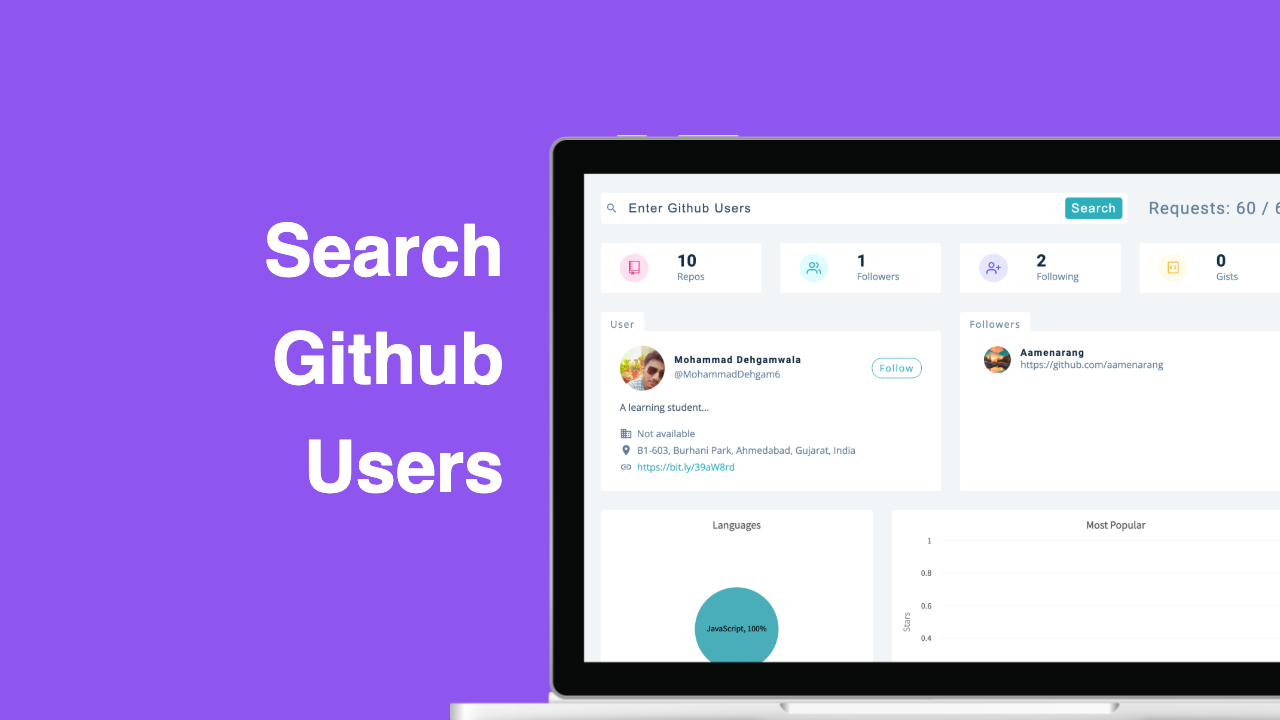 Search
Github
Users
Enter Github Users
Search
Requests: 60 / 6
10
Repos
1
Followers
2
Following
0
Gists
User
Mohammad Dehgamwala
@MohammadDehgam6
Follow
A learning student...
Not available
B1-603, Burhani Park, Ahmedabad, Gujarat, India
https://bit.ly/39aW8rd
Followers
Aamenarang
https://github.com/aamenarang
Languages
JavaScript, 100%
Most Popular
1
0.8
0.6
0.4
Stars